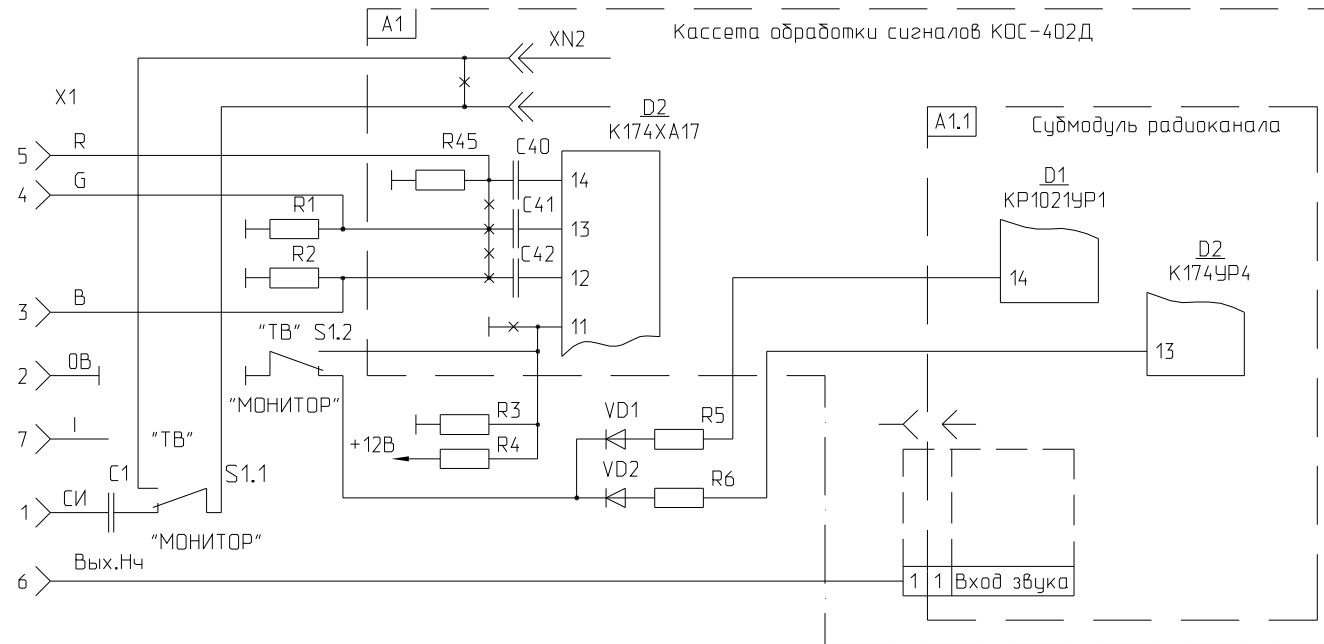 A1
Кассета обработки сигналов КОС-402Д
XN2
X1
D2
К174ХА17
A1.1
Субмодуль радиоканала
5
R
R45
C40
14
4
G
D1
КР1021УР1
R1
C41
13
R2
C42
12
14
D2
К174УР4
3
B
11
"ТВ" S1.2
13
2
0В
"МОНИТОР"
R3
VD1
R5
7
I
"ТВ"
+12В
R4
VD2
R6
C1
S1.1
1
СИ
"МОНИТОР"
Вых.Нч
6
1 1 Вход звука